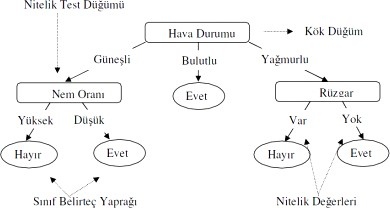 Nitelik Test Düğümü
Hava Durumu
Kök Düğüm
Güneşli
Bulutlu
Yağmurlu
Nem Oranı
Evet
Rüzgar
Yüksek
Düşük
Var
Yok
Hayır
Evet
Hayır
Evet
Sınıf Belirteç Yaprağı
Nitelik Değerleri